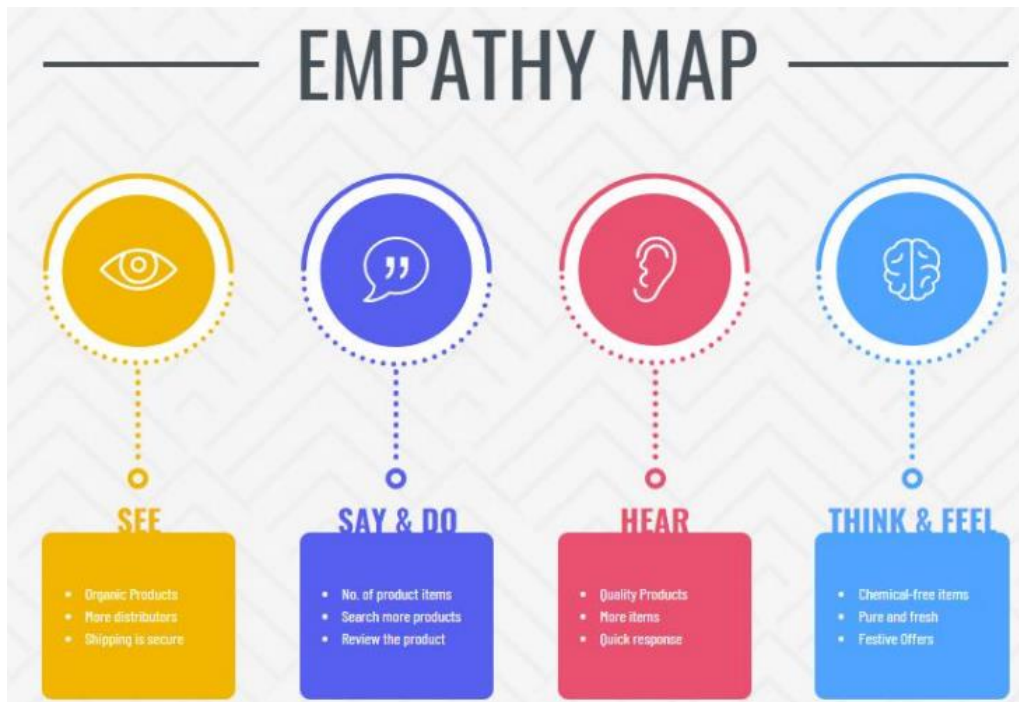 EMPATHY MAP
SEE
• Organic Products
• More distributors
• Shipping is secure
SAY & DO
• No. of product items
• Search more products
• Review the product
HEAR
• Quality Products
• More items
• Quick response
THINK & FEEL
• Chemical-free items
• Pure and fresh
• Festive Offers